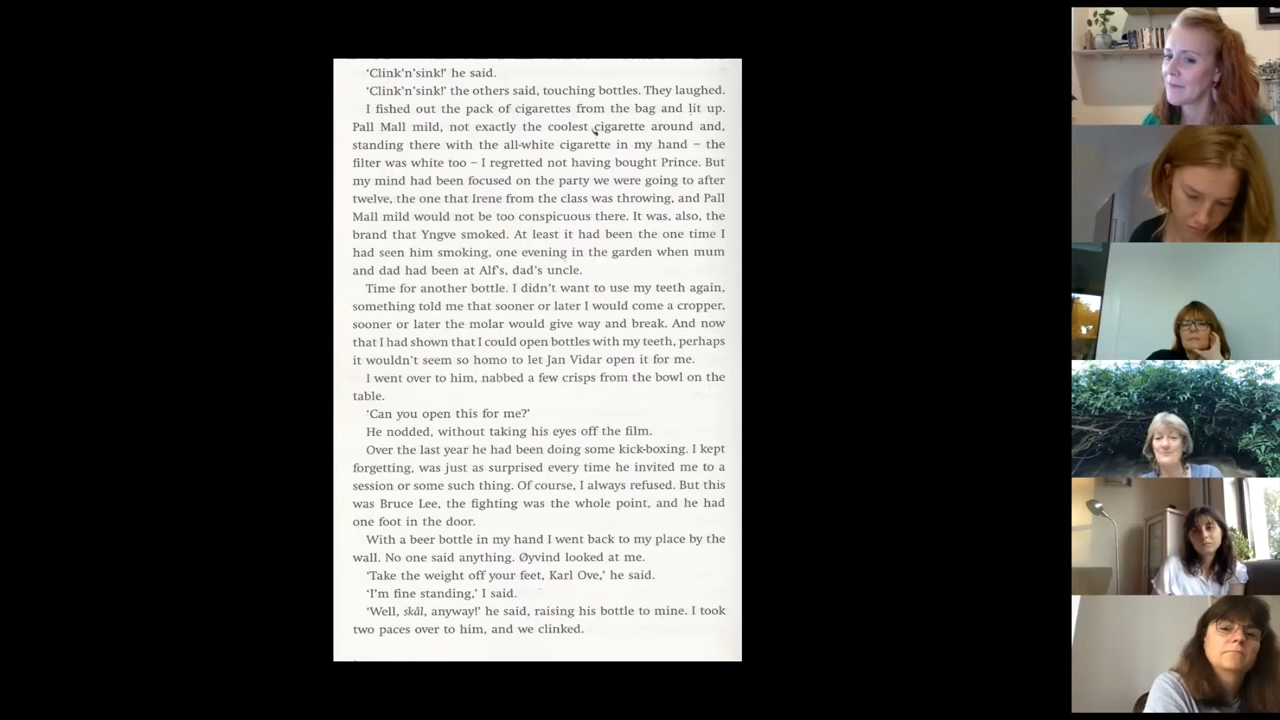 ‘Clink’n’sink!’ he said.
‘Clink’n’sink!’ the others said, touching bottles. They laughed.
I fished out the pack of cigarettes from the bag and lit up.
Pall Mall mild, not exactly the coolest cigarette around and,
standing there with the all-white cigarette in my hand – the
filter was white too – I regretted not having bought Prince. But
my mind had been focused on the party we were going to after
twelve, the one that Irene from the class was throwing, and Pall
Mall mild would not be too conspicuous there. It was, also, the
brand that Yngve smoked. At least it had been the one time I
had seen him smoking, one evening in the garden when mum
and dad had been at Alf’s, dad’s uncle.
Time for another bottle. I didn’t want to use my teeth again,
something told me that sooner or later I would come a cropper,
sooner or later the molar would give way and break. And now
that I had shown that I could open bottles with my teeth, perhaps
it wouldn’t seem so homo to let Jan Vidar open it for me.
I went over to him, nabbed a few crisps from the bowl on the
table.
‘Can you open this for me?’
He nodded, without taking his eyes off the film.
Over the last year he had been doing some kick-boxing. I kept
forgetting, was just as surprised every time he invited me to a
session or some such thing. Of course, I always refused. But this
was Bruce Lee, the fighting was the whole point, and he had
one foot in the door.
With a beer bottle in my hand I went back to my place by the
wall. No one said anything. Øyvind looked at me.
‘Take the weight off your feet, Karl Ove,’ he said.
‘I’m fine standing,’ I said.
‘Well, skål, anyway!’ he said, raising his bottle to mine. I took
two paces over to him, and we clinked.